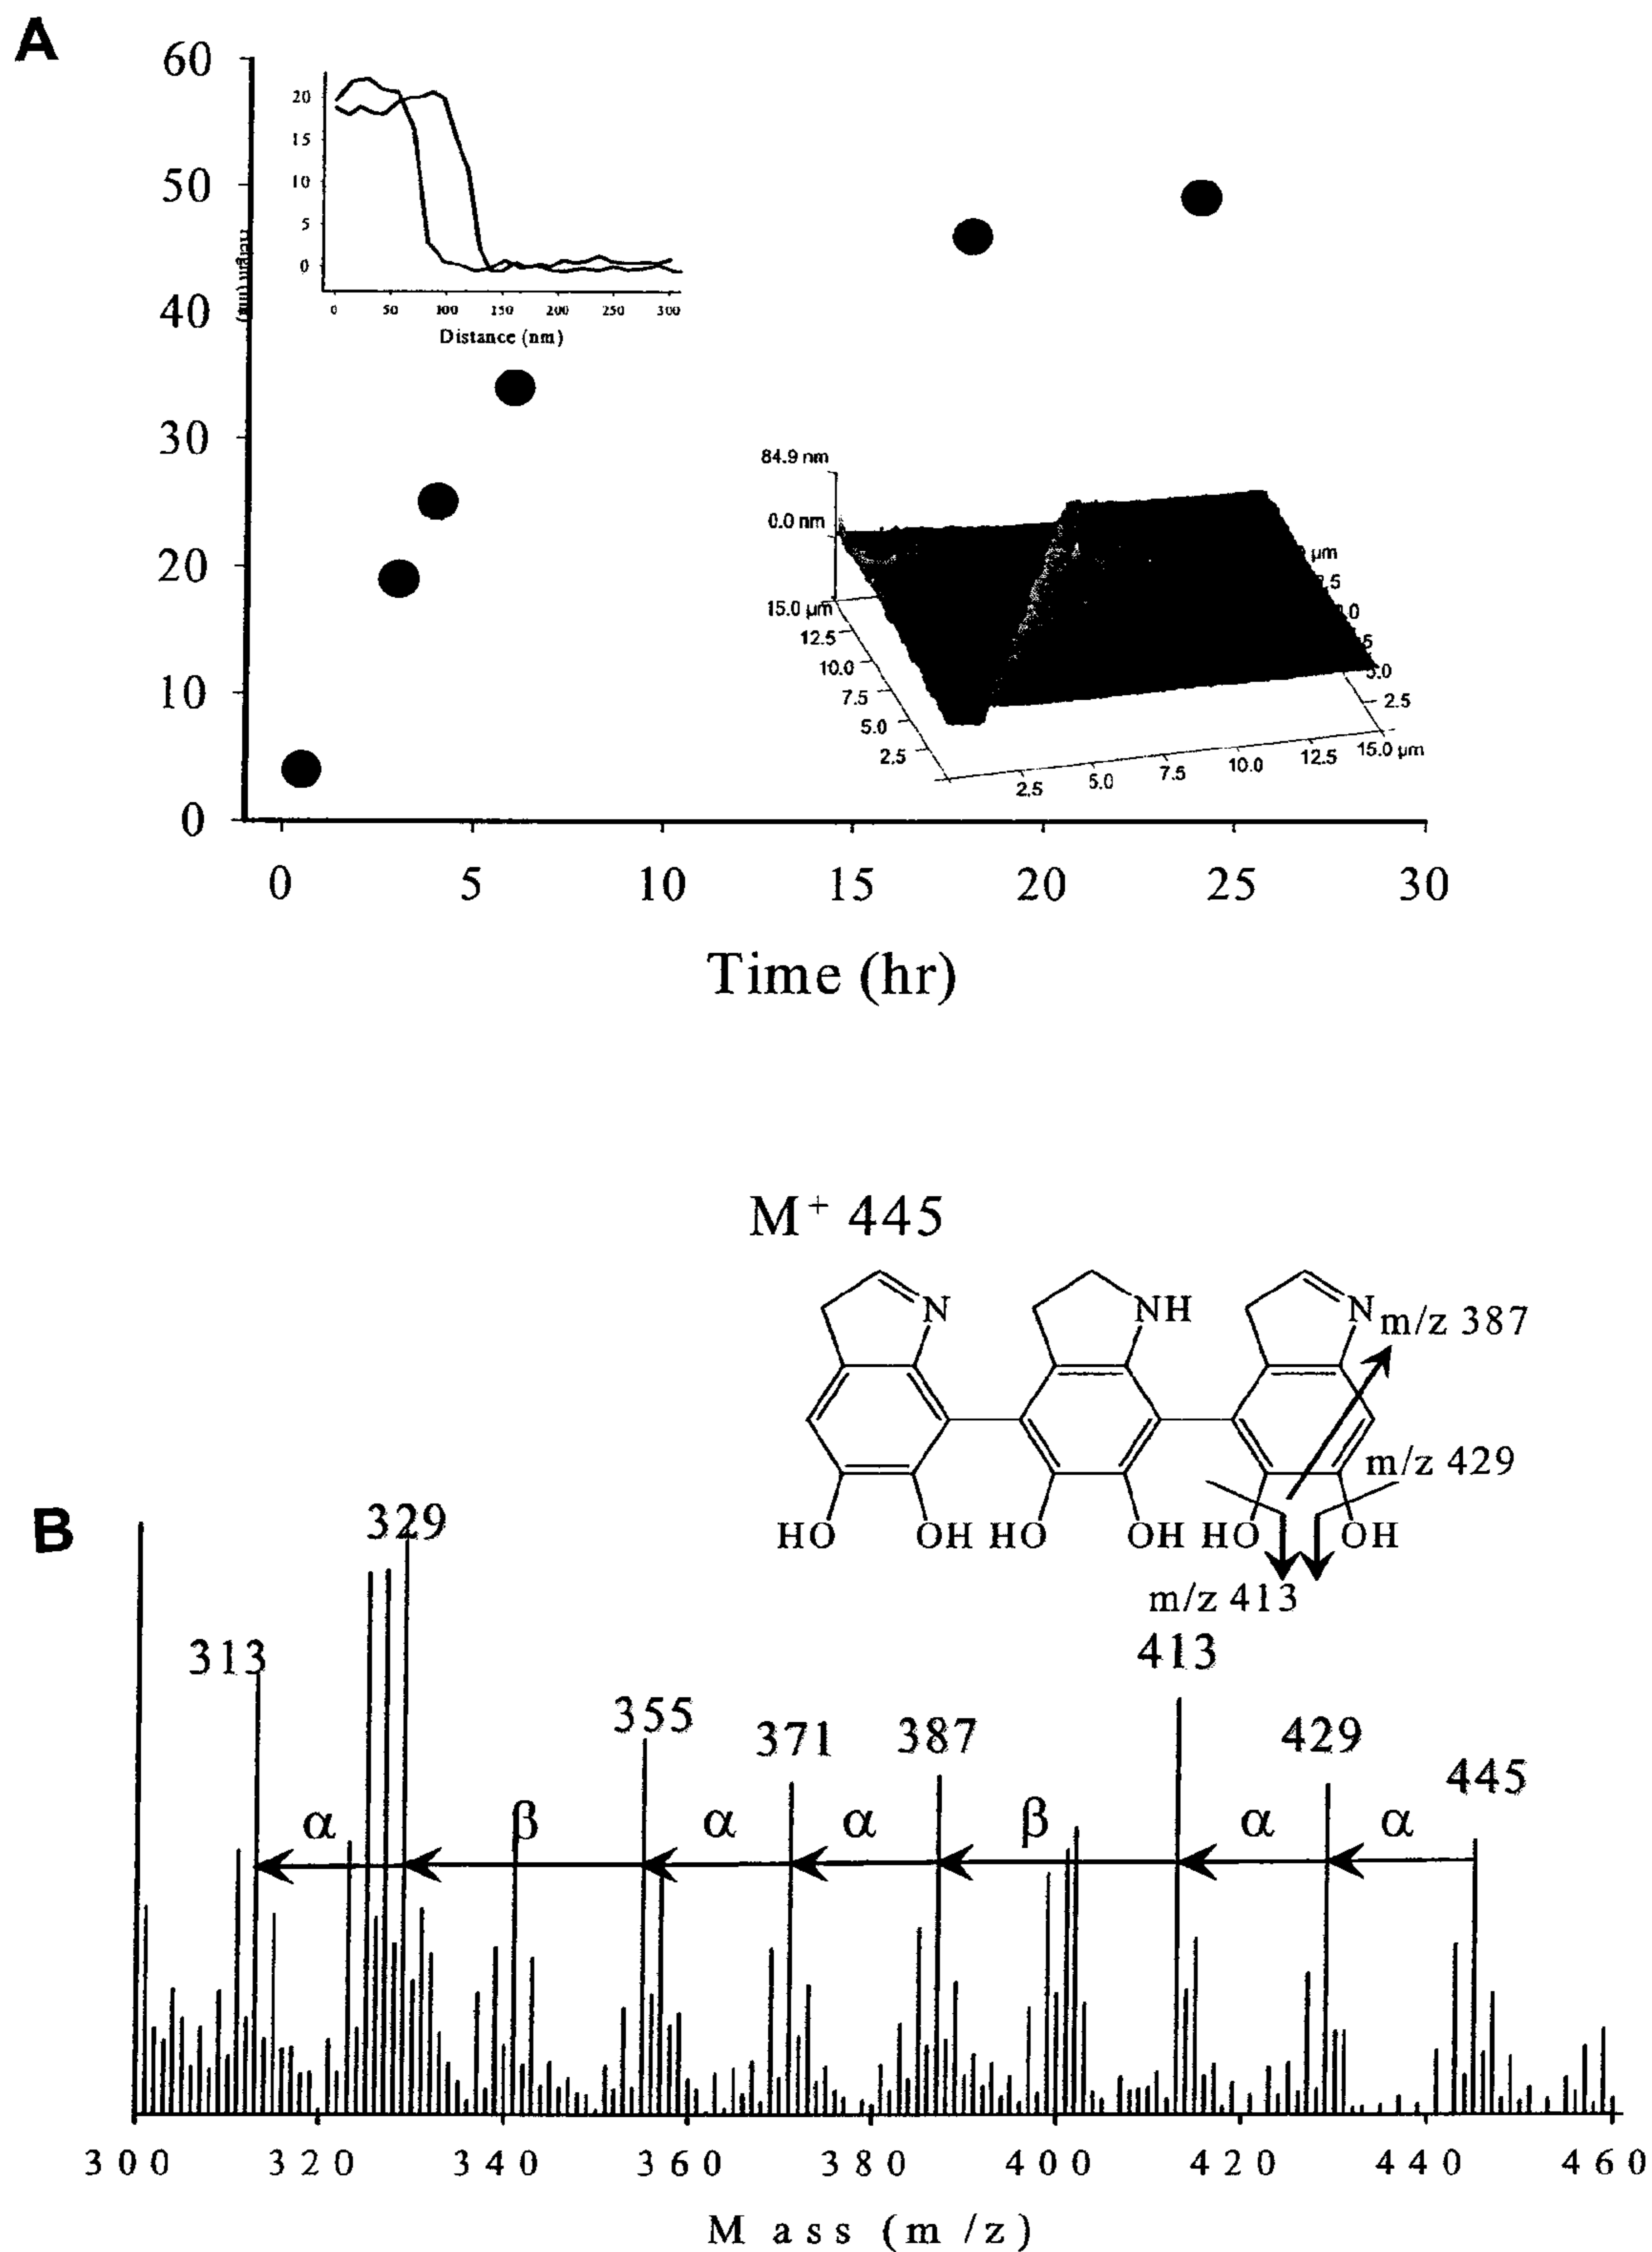 A
60
50
40
30
20
10
0
20
15
10
5
0
0 50 100 150 200 250 300
Distance (nm)
84.9 nm
0.0 nm
15.0 µm
12.5
10.0
7.5
5.0
2.5
µm
5.0
2.5
2.5 5.0 7.5 10.0 12.5 15.0 µm
0 5 10 15 20 25 30
Time (hr)
M+ 445
N NH N
m/z 387
m/z 429
HO OH HO OH HO OH
m/z 413
B
329
313
355
371
387
413
429
445
α β α α β α α
300 320 340 360 380 400 420 440 460
Mass (m/z)